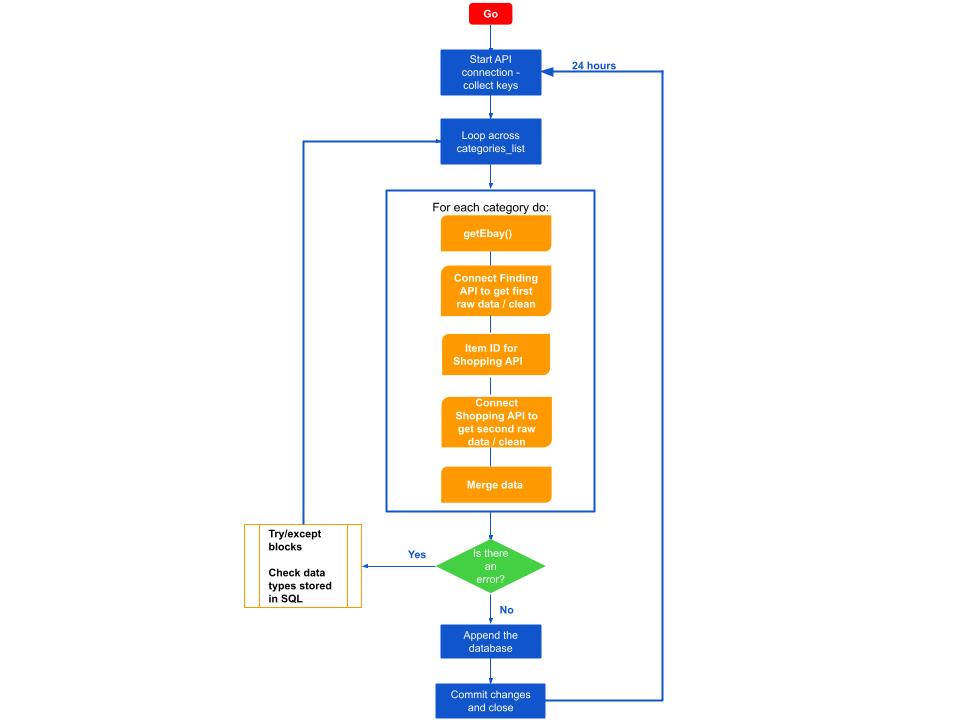 Go
Start API
connection -
collect keys
24 hours
Loop across
categories_list
For each category do:
getEbay()
Connect Finding
API to get first
raw data / clean
Item ID for
Shopping API
Connect
Shopping API to
get second raw
data / clean
Merge data
Is there
an
error?
Yes
Try/except
blocks
Check data
types stored
in SQL
No
Append the
database
Commit changes
and close